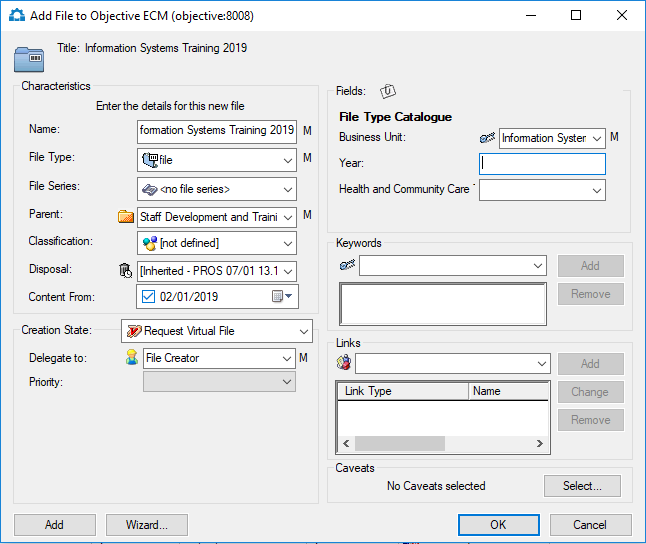 Add File to Objective ECM (objective:8008)
Title: Information Systems Training 2019
Characteristics
Enter the details for this new file
Name: formation Systems Training 2019 M
File Type: file M
File Series: <no file series>
Parent: Staff Development and Traini M
Classification: [not defined]
Disposal: [Inherited - PROS 07/01 13.1
Content From: 02/01/2019
Creation State: Request Virtual File
Delegate to: File Creator M
Priority:
Fields:
File Type Catalogue
Business Unit: Information System M
Year:
Health and Community Care
Keywords
Add
Remove
Links
Add
Link Type Name
Change
Remove
Caveats
No Caveats selected Select...
Add Wizard... OK Cancel